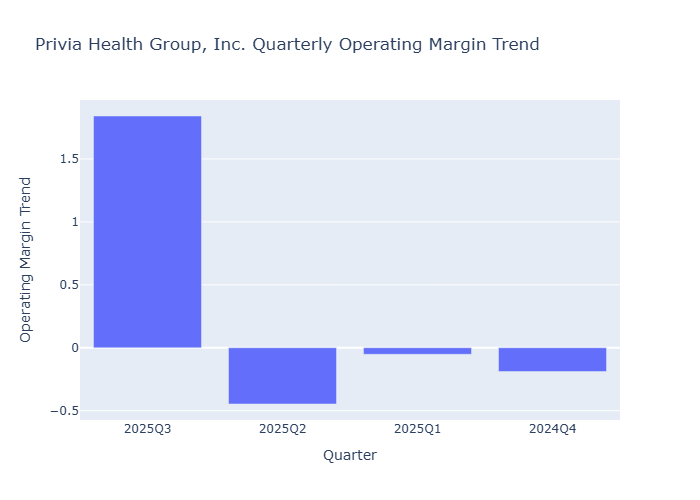 Privia Health Group, Inc. Quarterly Operating Margin Trend
Operating Margin Trend
1.5
1
0.5
0
−0.5
2025Q3
2025Q2
2025Q1
2024Q4
Quarter